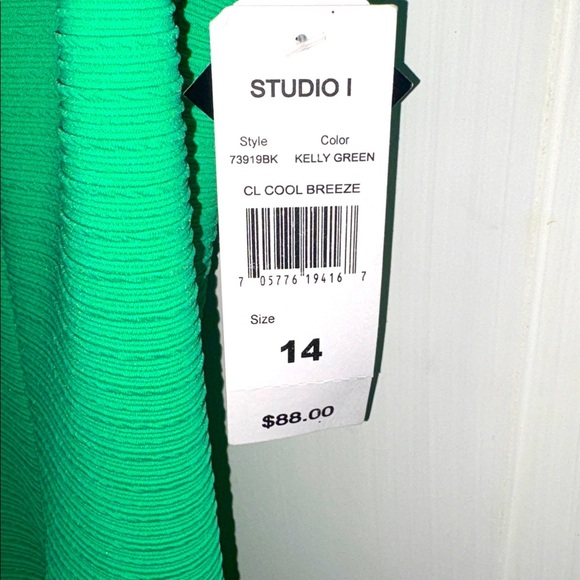 STUDIO I
Style Color
73919BK KELLY GREEN
CL COOL BREEZE
7 05776 19416 7
Size
14
$88.00